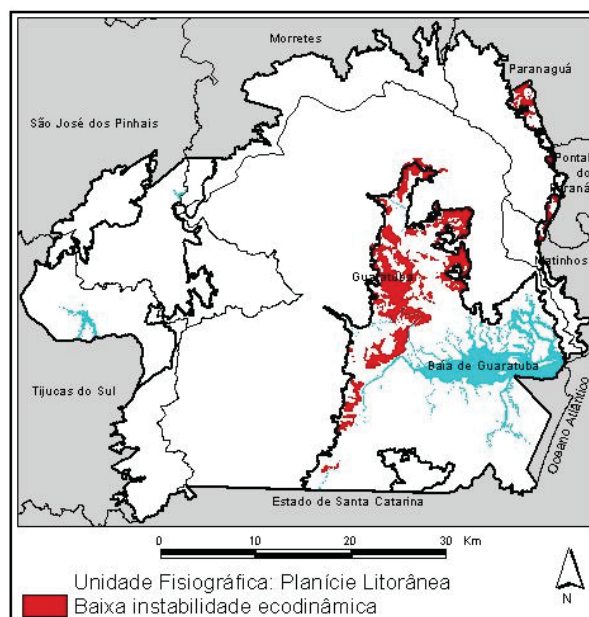 Morretes
Paranaguá
São José dos Pinhais
Pontal
do
Paraná
Matinhos
Guaratuba
Baía de Guaratuba
Tijucas do Sul
Oceano Atlântico
Estado de Santa Catarina
0 10 20 30 Km
Unidade Fisiográfica: Planície Litorânea
Baixa instabilidade ecodinâmica
N